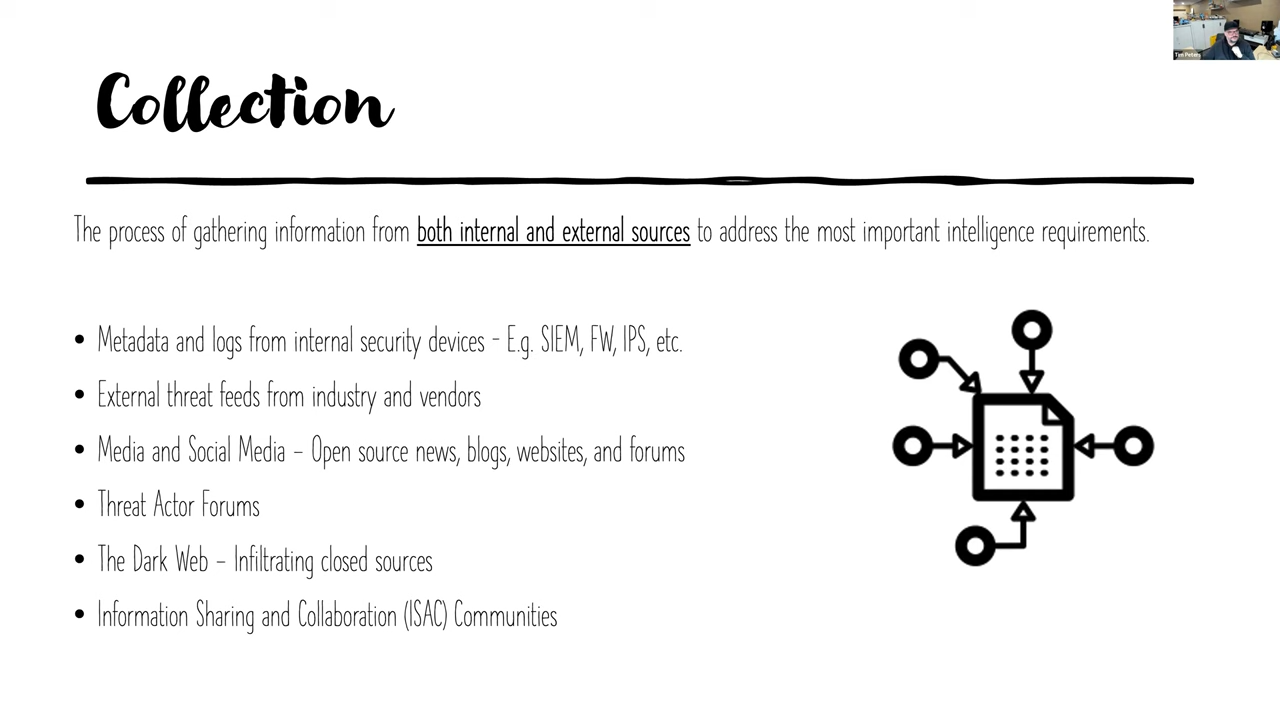 Tim Peters
Collection
The process of gathering information from both internal and external sources to address the most important intelligence requirements.
• Metadata and logs from internal security devices - E.g. SIEM, FW, IPS, etc.
• External threat feeds from industry and vendors
• Media and Social Media – Open source news, blogs, websites, and forums
• Threat Actor Forums
• The Dark Web – Infiltrating closed sources
• Information Sharing and Collaboration (ISAC) Communities